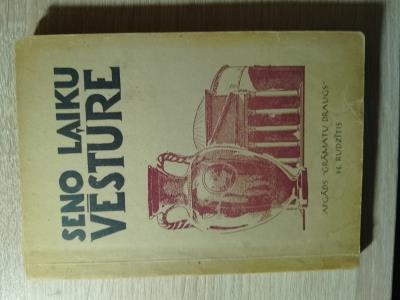 SENO LAIKU
VĒSTURE
APGĀDS "GRĀMATU DRAUGS"
H. RUDZĪTIS